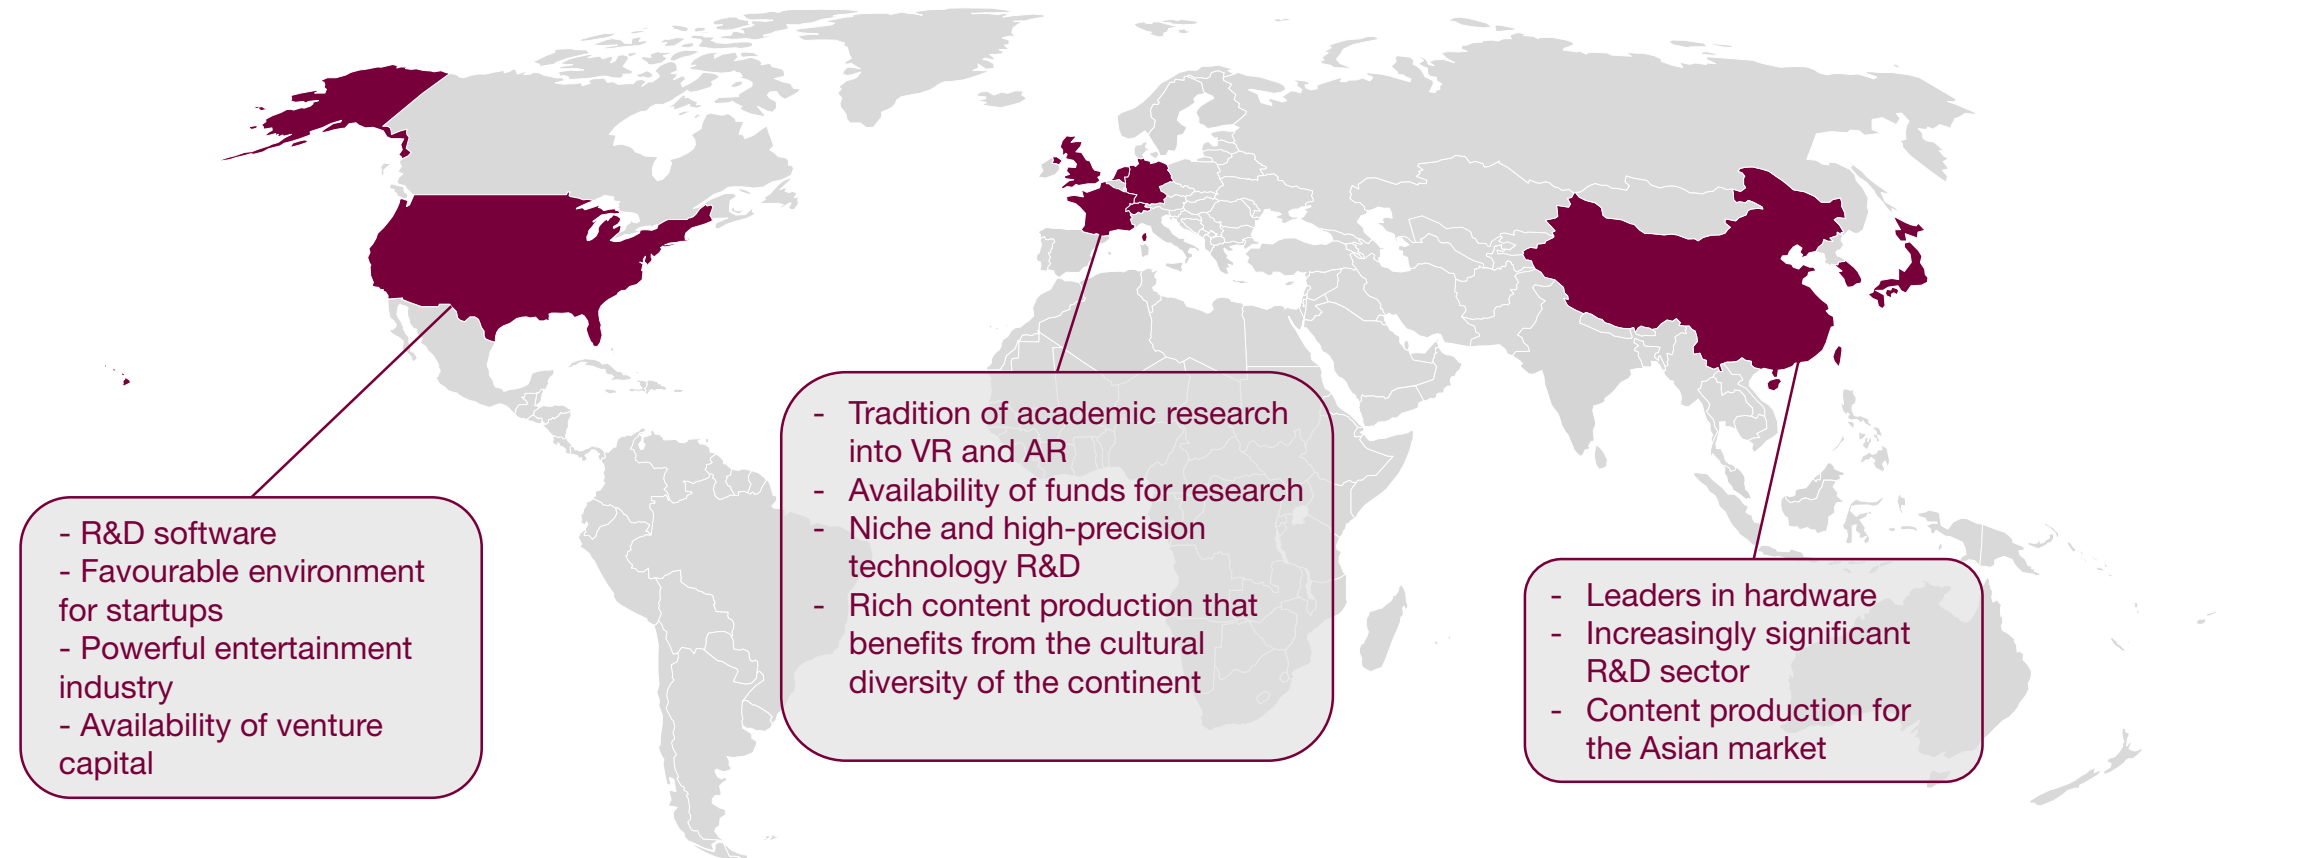 - R&D software
- Favourable environment
for startups
- Powerful entertainment
industry
- Availability of venture
capital
- Tradition of academic research
into VR and AR
- Availability of funds for research
- Niche and high-precision
technology R&D
- Rich content production that
benefits from the cultural
diversity of the continent
- Leaders in hardware
- Increasingly significant
R&D sector
- Content production for
the Asian market